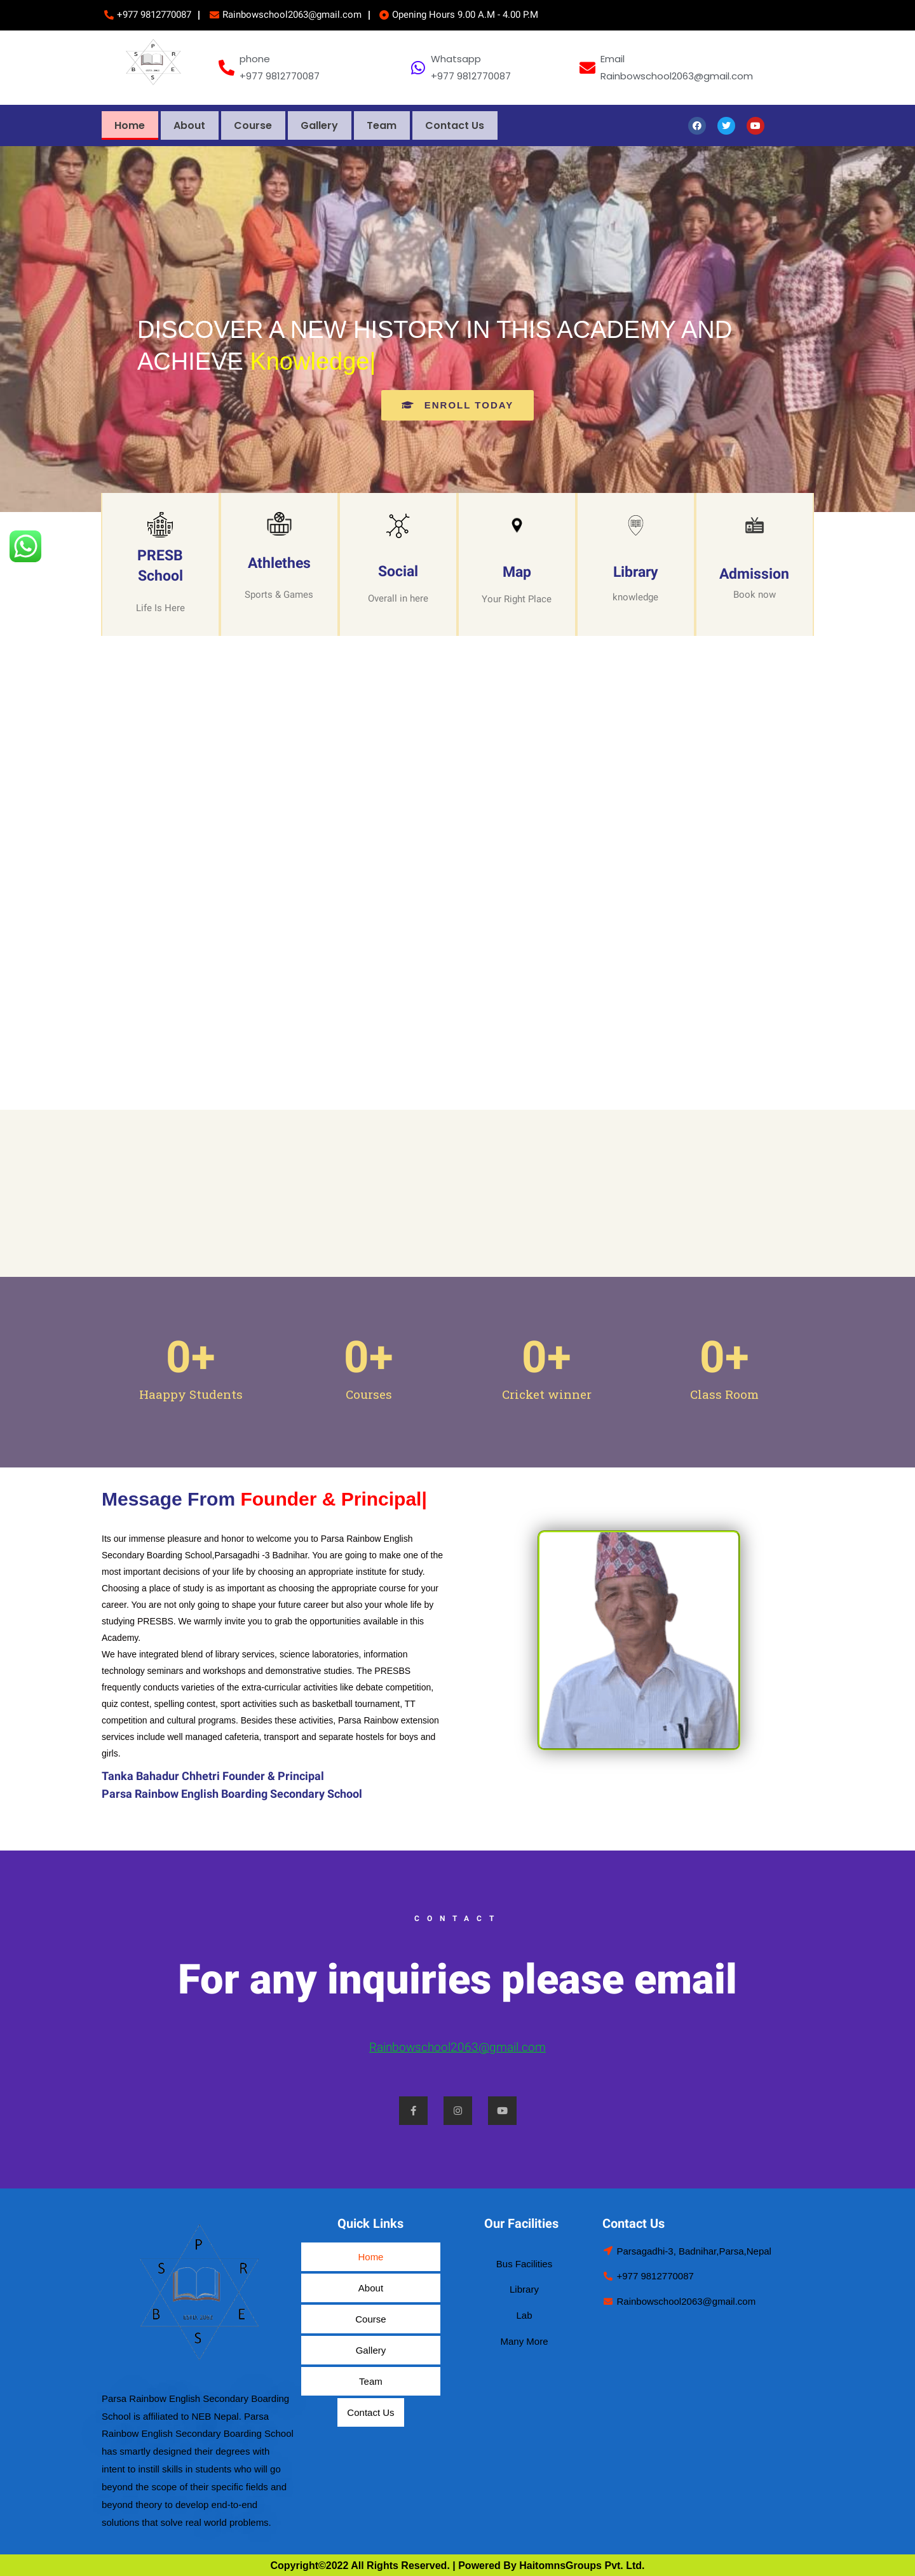 +977 9812770087 | Rainbowschool2063@gmail.com | Opening Hours 9.00 A.M - 4.00 P.M
P
S R
B E
S
phone
+977 9812770087
Whatsapp
+977 9812770087
Email
Rainbowschool2063@gmail.com
Home About Course Gallery Team Contact Us
DISCOVER A NEW HISTORY IN THIS ACADEMY AND
ACHIEVE Knowledge|
ENROLL TODAY
PRESB
School
Life Is Here
Athlethes
Sports & Games
Social
Overall in here
Map
Your Right Place
Library
knowledge
Admission
Book now
0+
Haappy Students
0+
Courses
0+
Cricket winner
0+
Class Room
Message From Founder & Principal|
Its our immense pleasure and honor to welcome you to Parsa Rainbow English
Secondary Boarding School,Parsagadhi -3 Badnihar. You are going to make one of the
most important decisions of your life by choosing an appropriate institute for study.
Choosing a place of study is as important as choosing the appropriate course for your
career. You are not only going to shape your future career but also your whole life by
studying PRESBS. We warmly invite you to grab the opportunities available in this
Academy.
We have integrated blend of library services, science laboratories, information
technology seminars and workshops and demonstrative studies. The PRESBS
frequently conducts varieties of the extra-curricular activities like debate competition,
quiz contest, spelling contest, sport activities such as basketball tournament, TT
competition and cultural programs. Besides these activities, Parsa Rainbow extension
services include well managed cafeteria, transport and separate hostels for boys and
girls.
Tanka Bahadur Chhetri Founder & Principal
Parsa Rainbow English Boarding Secondary School
CONTACT
For any inquiries please email
Rainbowschool2063@gmail.com
P
S R
B E
S
Parsa Rainbow English Secondary Boarding
School is affiliated to NEB Nepal. Parsa
Rainbow English Secondary Boarding School
has smartly designed their degrees with
intent to instill skills in students who will go
beyond the scope of their specific fields and
beyond theory to develop end-to-end
solutions that solve real world problems.
Quick Links
Home
About
Course
Gallery
Team
Contact Us
Our Facilities
Bus Facilities
Library
Lab
Many More
Contact Us
Parsagadhi-3, Badnihar,Parsa,Nepal
+977 9812770087
Rainbowschool2063@gmail.com
Copyright©2022 All Rights Reserved. | Powered By HaitomnsGroups Pvt. Ltd.